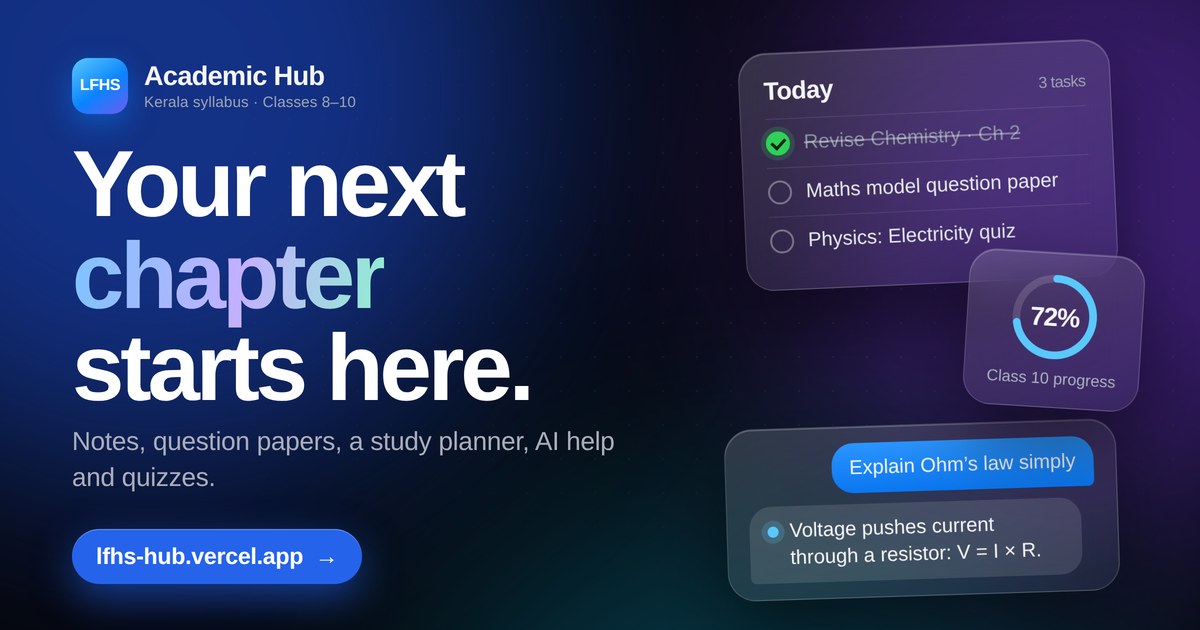 LFHS
Academic Hub
Kerala syllabus · Classes 8–10
Your next
chapter
starts here.
Notes, question papers, a study planner, AI help
and quizzes.
lfhs-hub.vercel.app →
Today
3 tasks
Revise Chemistry · Ch 2
Maths model question paper
Physics: Electricity quiz
72%
Class 10 progress
Explain Ohm’s law simply
Voltage pushes current
through a resistor: V = I × R.